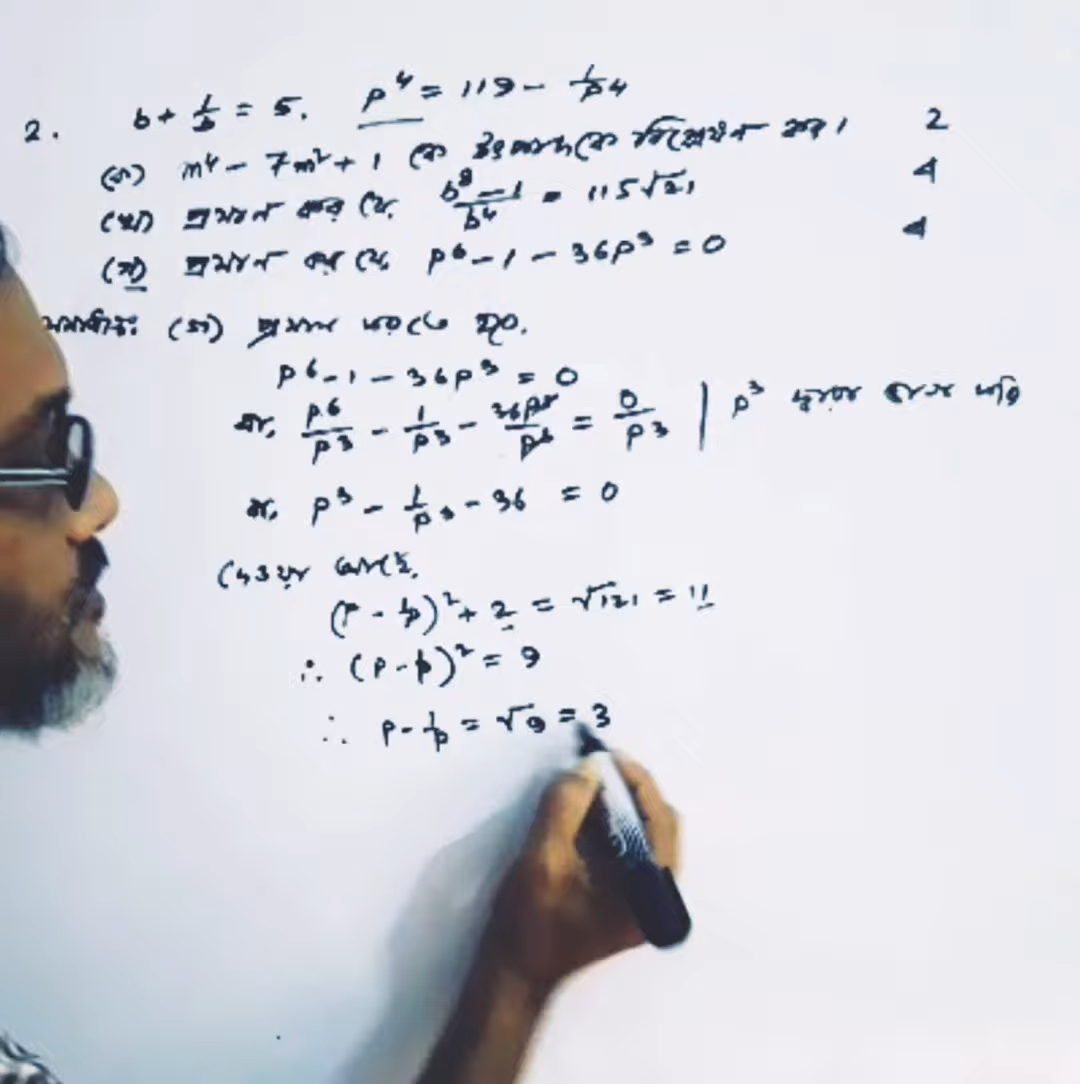 2. b + 1/b = 5. p⁴ = 119 - 1/p⁴
(ক) m⁴ - 7m² + 1 কে উৎপাদকে বিশ্লেষণ কর। 2
(খ) প্রমাণ কর যে, (b⁸ - 1)/b⁴ = 115√21 4
(গ) প্রমাণ কর যে p⁶ - 1 - 36p³ = 0 4
প্রমাণ করতে হবে.
p⁶ - 1 - 36p³ = 0
বা, p⁶/p³ - 1/p³ - 36p³/p³ = 0/p³ | p³ দ্বারা ভাগ করি
বা, p³ - 1/p³ - 36 = 0
দেওয়া আছে,
(p - 1/p)² + 2 = √121 = 11
∴ (p - 1/p)² = 9
∴ p - 1/p = √9 = 3